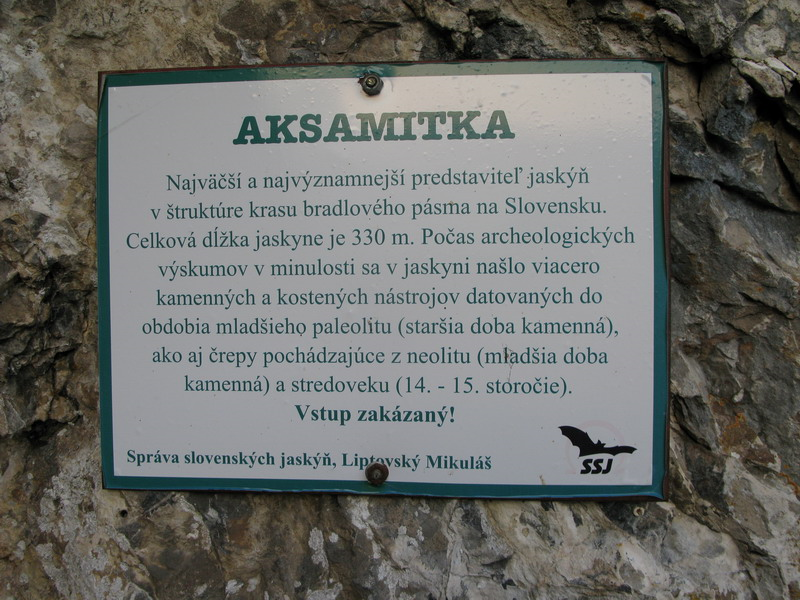 AKSAMITKA
Najväčší a najvýznamnejší predstaviteľ jaskýň
v štruktúre krasu bradlového pásma na Slovensku.
Celková dĺžka jaskyne je 330 m. Počas archeologických
výskumov v minulosti sa v jaskyni našlo viacero
kamenných a kostených nástrojov datovaných do
obdobia mladšieho paleolitu (staršia doba kamenná),
ako aj črepy pochádzajúce z neolitu (mladšia doba
kamenná) a stredoveku (14. - 15. storočie).
Vstup zakázaný!
Správa slovenských jaskýň, Liptovský Mikuláš
SSJ